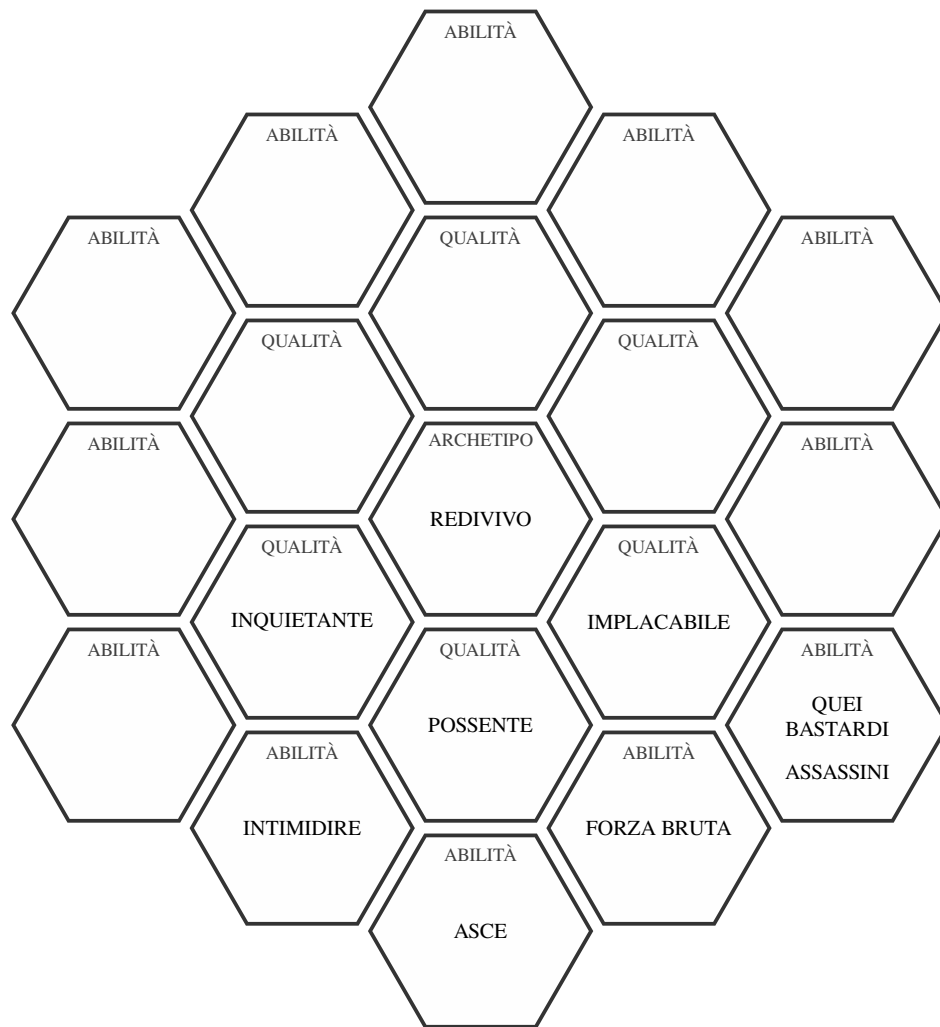 ABILITÀ
ABILITÀ
ABILITÀ
ABILITÀ
QUALITÀ
ABILITÀ
QUALITÀ
QUALITÀ
ABILITÀ
ARCHETIPO
REDIVIVO
ABILITÀ
QUALITÀ
INQUIETANTE
QUALITÀ
IMPLACABILE
ABILITÀ
QUALITÀ
POSSENTE
ABILITÀ
QUEI
BASTARDI
ASSASSINI
ABILITÀ
INTIMIDIRE
ABILITÀ
FORZA BRUTA
ABILITÀ
ASCE